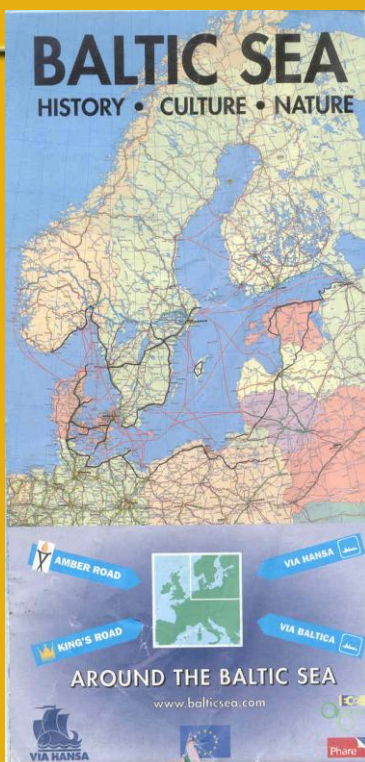 BALTIC SEA
HISTORY • CULTURE • NATURE
AMBER ROAD
VIA HANSA
KING'S ROAD
VIA BALTICA
AROUND THE BALTIC SEA
www.balticsea.com
VIA HANSA
Phare